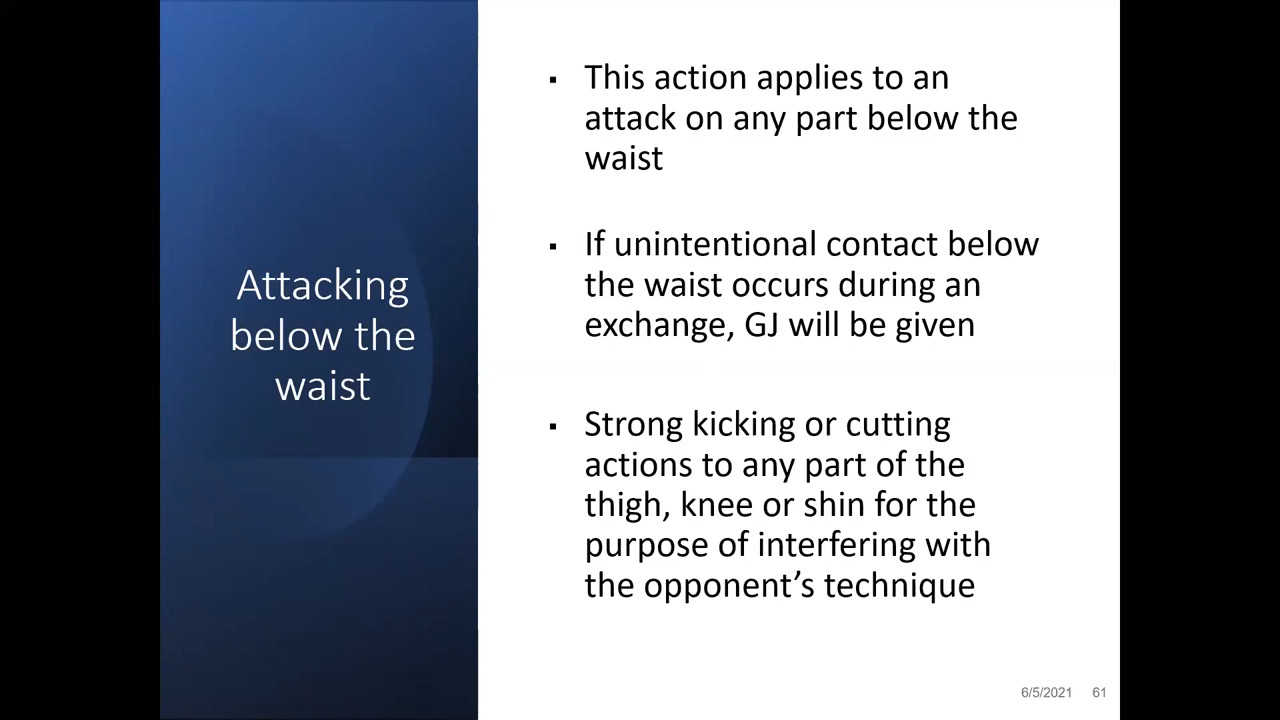 Attacking
below the
waist
▪ This action applies to an
attack on any part below the
waist
▪ If unintentional contact below
the waist occurs during an
exchange, GJ will be given
▪ Strong kicking or cutting
actions to any part of the
thigh, knee or shin for the
purpose of interfering with
the opponent’s technique
6/5/2021 61